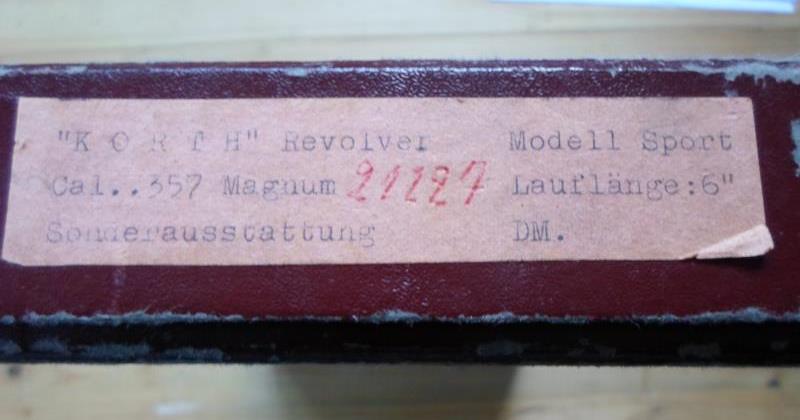 "K O R T H" Revolver Modell Sport
Cal..357 Magnum 21127 Lauflänge:6"
Sonderausstattung DM.